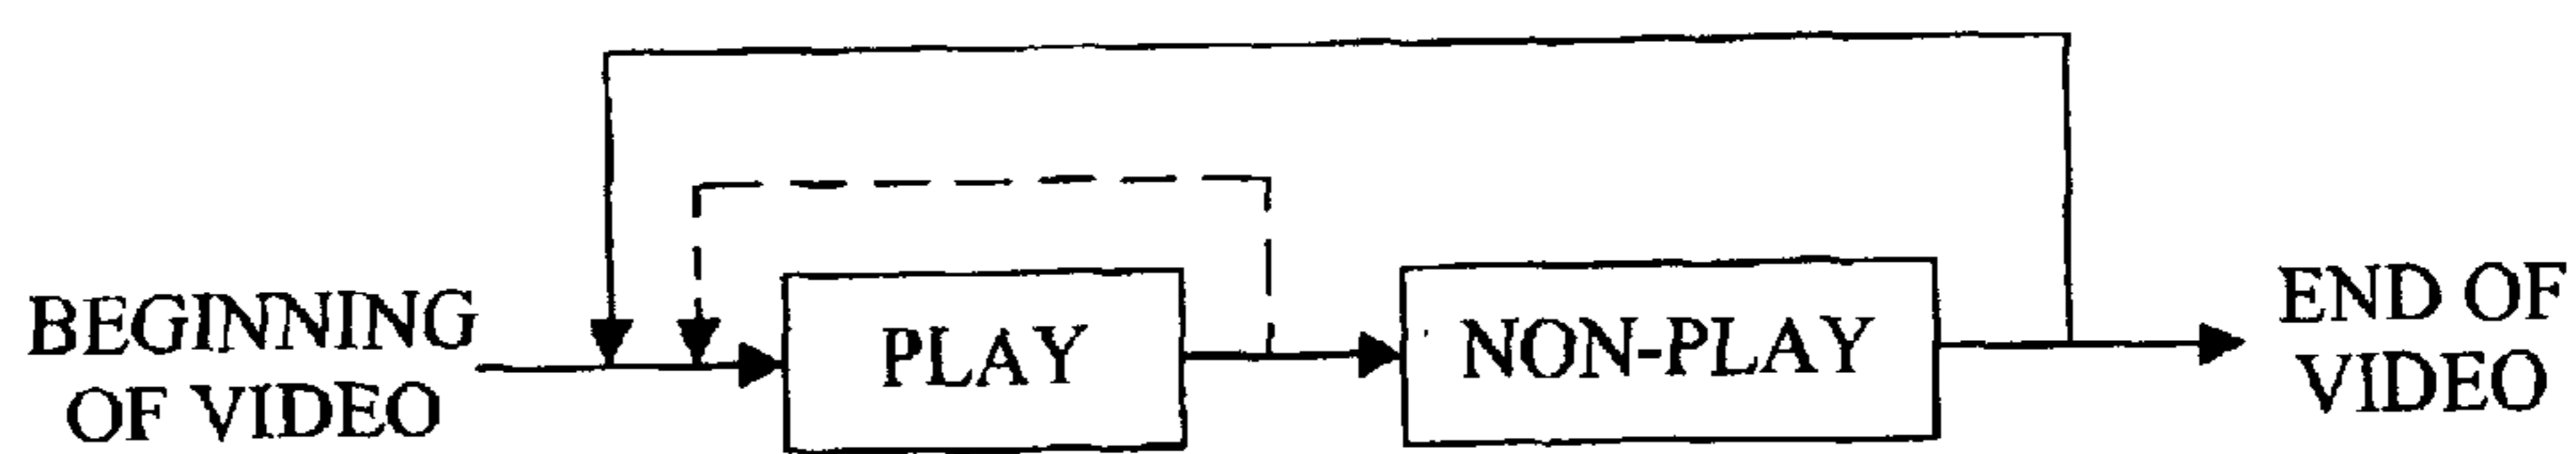 BEGINNING
OF VIDEO
PLAY
NON-PLAY
END OF
VIDEO